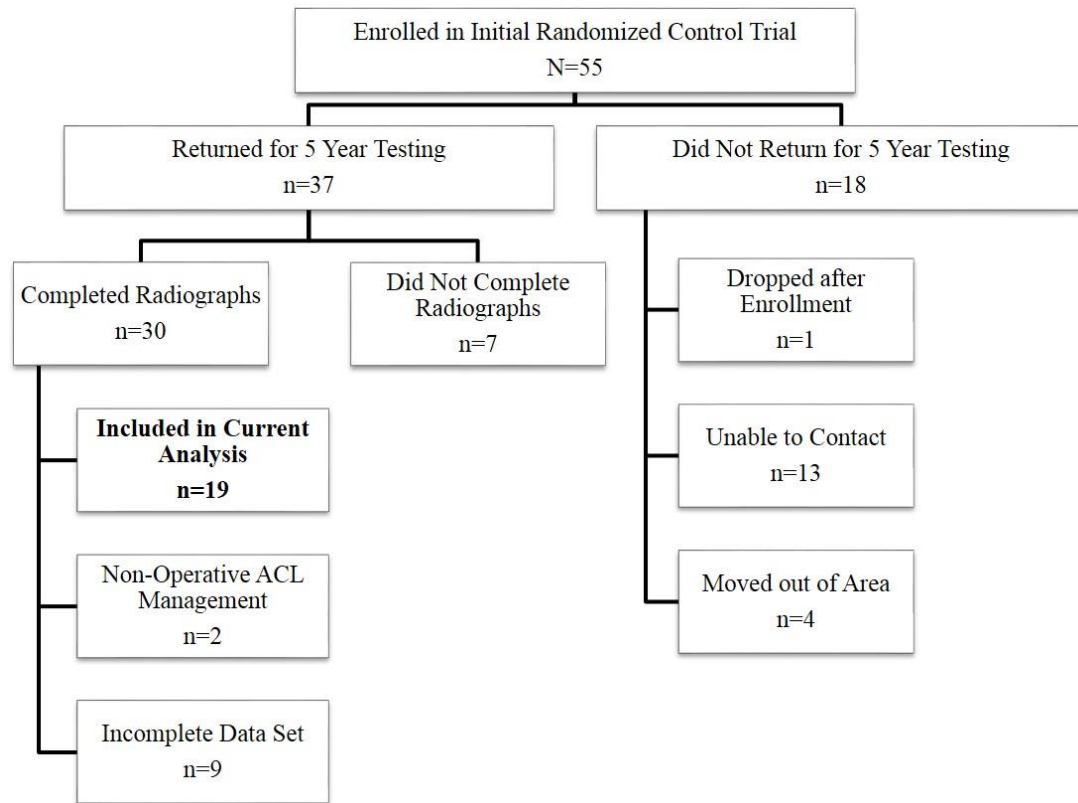 Enrolled in Initial Randomized Control Trial
N=55
Returned for 5 Year Testing
n=37
Did Not Return for 5 Year Testing
n=18
Completed Radiographs
n=30
Did Not Complete
Radiographs
n=7
Dropped after
Enrollment
n=1
Included in Current
Analysis
n=19
Unable to Contact
n=13
Non-Operative ACL
Management
n=2
Moved out of Area
n=4
Incomplete Data Set
n=9